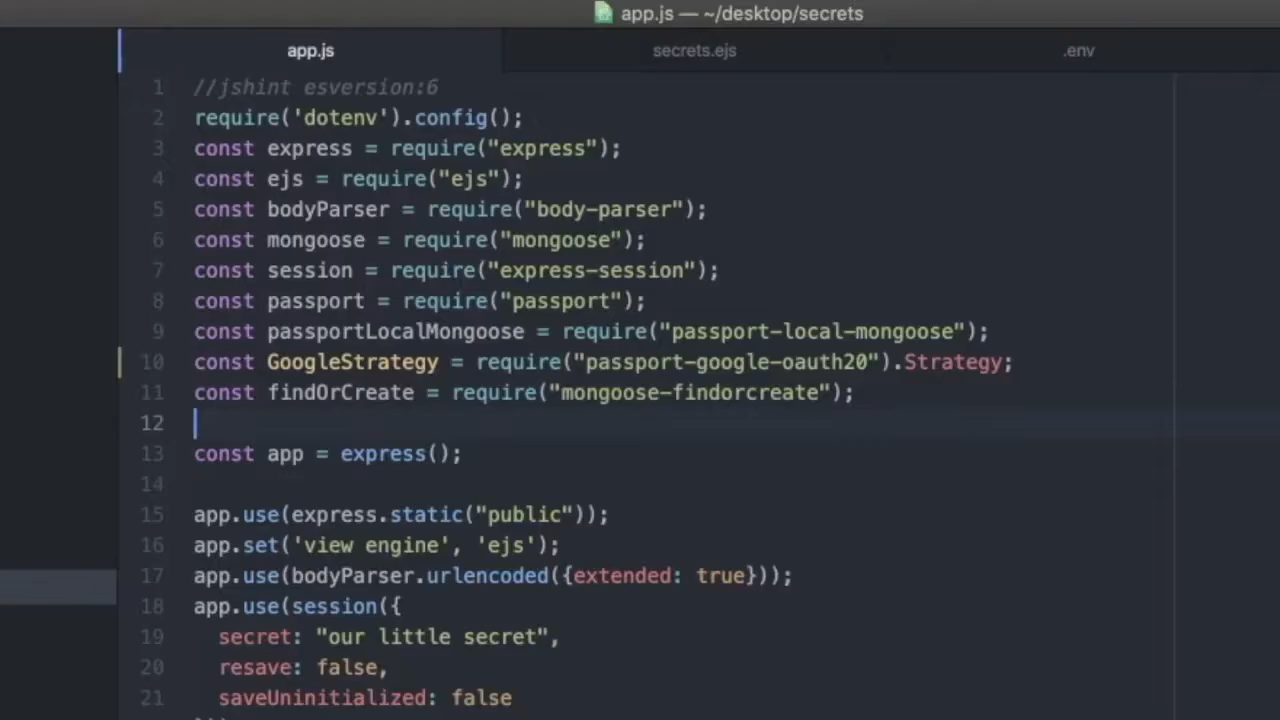 app.js — ~/desktop/secrets
app.js
secrets.ejs
.env
1 //jshint esversion:6
2 require('dotenv').config();
3 const express = require("express");
4 const ejs = require("ejs");
5 const bodyParser = require("body-parser");
6 const mongoose = require("mongoose");
7 const session = require("express-session");
8 const passport = require("passport");
9 const passportLocalMongoose = require("passport-local-mongoose");
10 const GoogleStrategy = require("passport-google-oauth20").Strategy;
11 const findOrCreate = require("mongoose-findorcreate");
12
13 const app = express();
14
15 app.use(express.static("public"));
16 app.set('view engine', 'ejs');
17 app.use(bodyParser.urlencoded({extended: true}));
18 app.use(session({
19 secret: "our little secret",
20 resave: false,
21 saveUninitialized: false